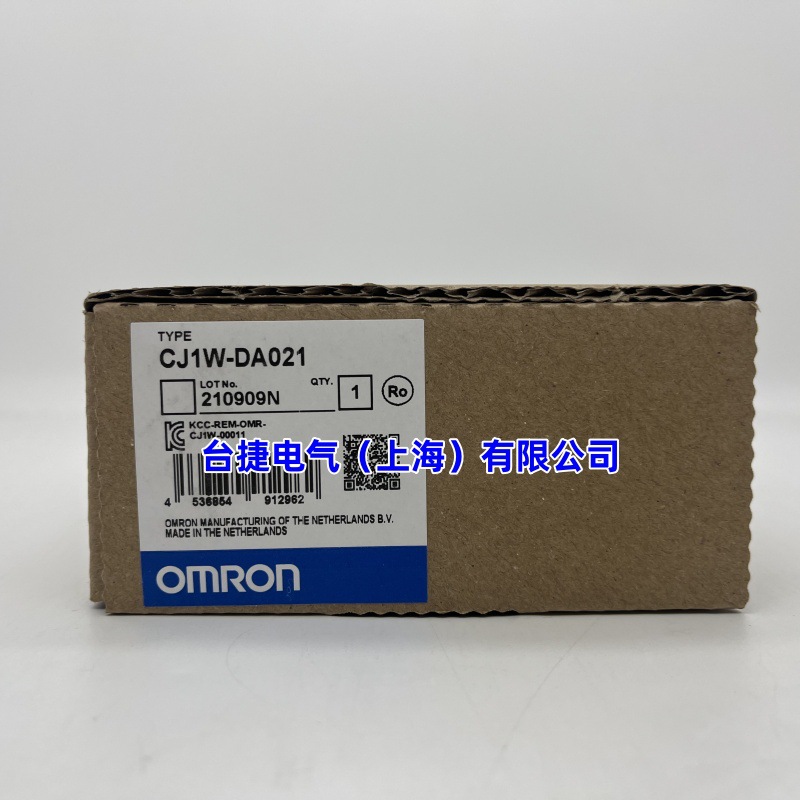 TYPE
CJ1W-DA021
LOT No.
QTY.
210909N
1
Ro
KCC-REM-OMR-
CJ1W-00011
台捷电气（上海）有限公司
4 536854 912962
OMRON MANUFACTURING OF THE NETHERLANDS B.V.
MADE IN THE NETHERLANDS
OMRON